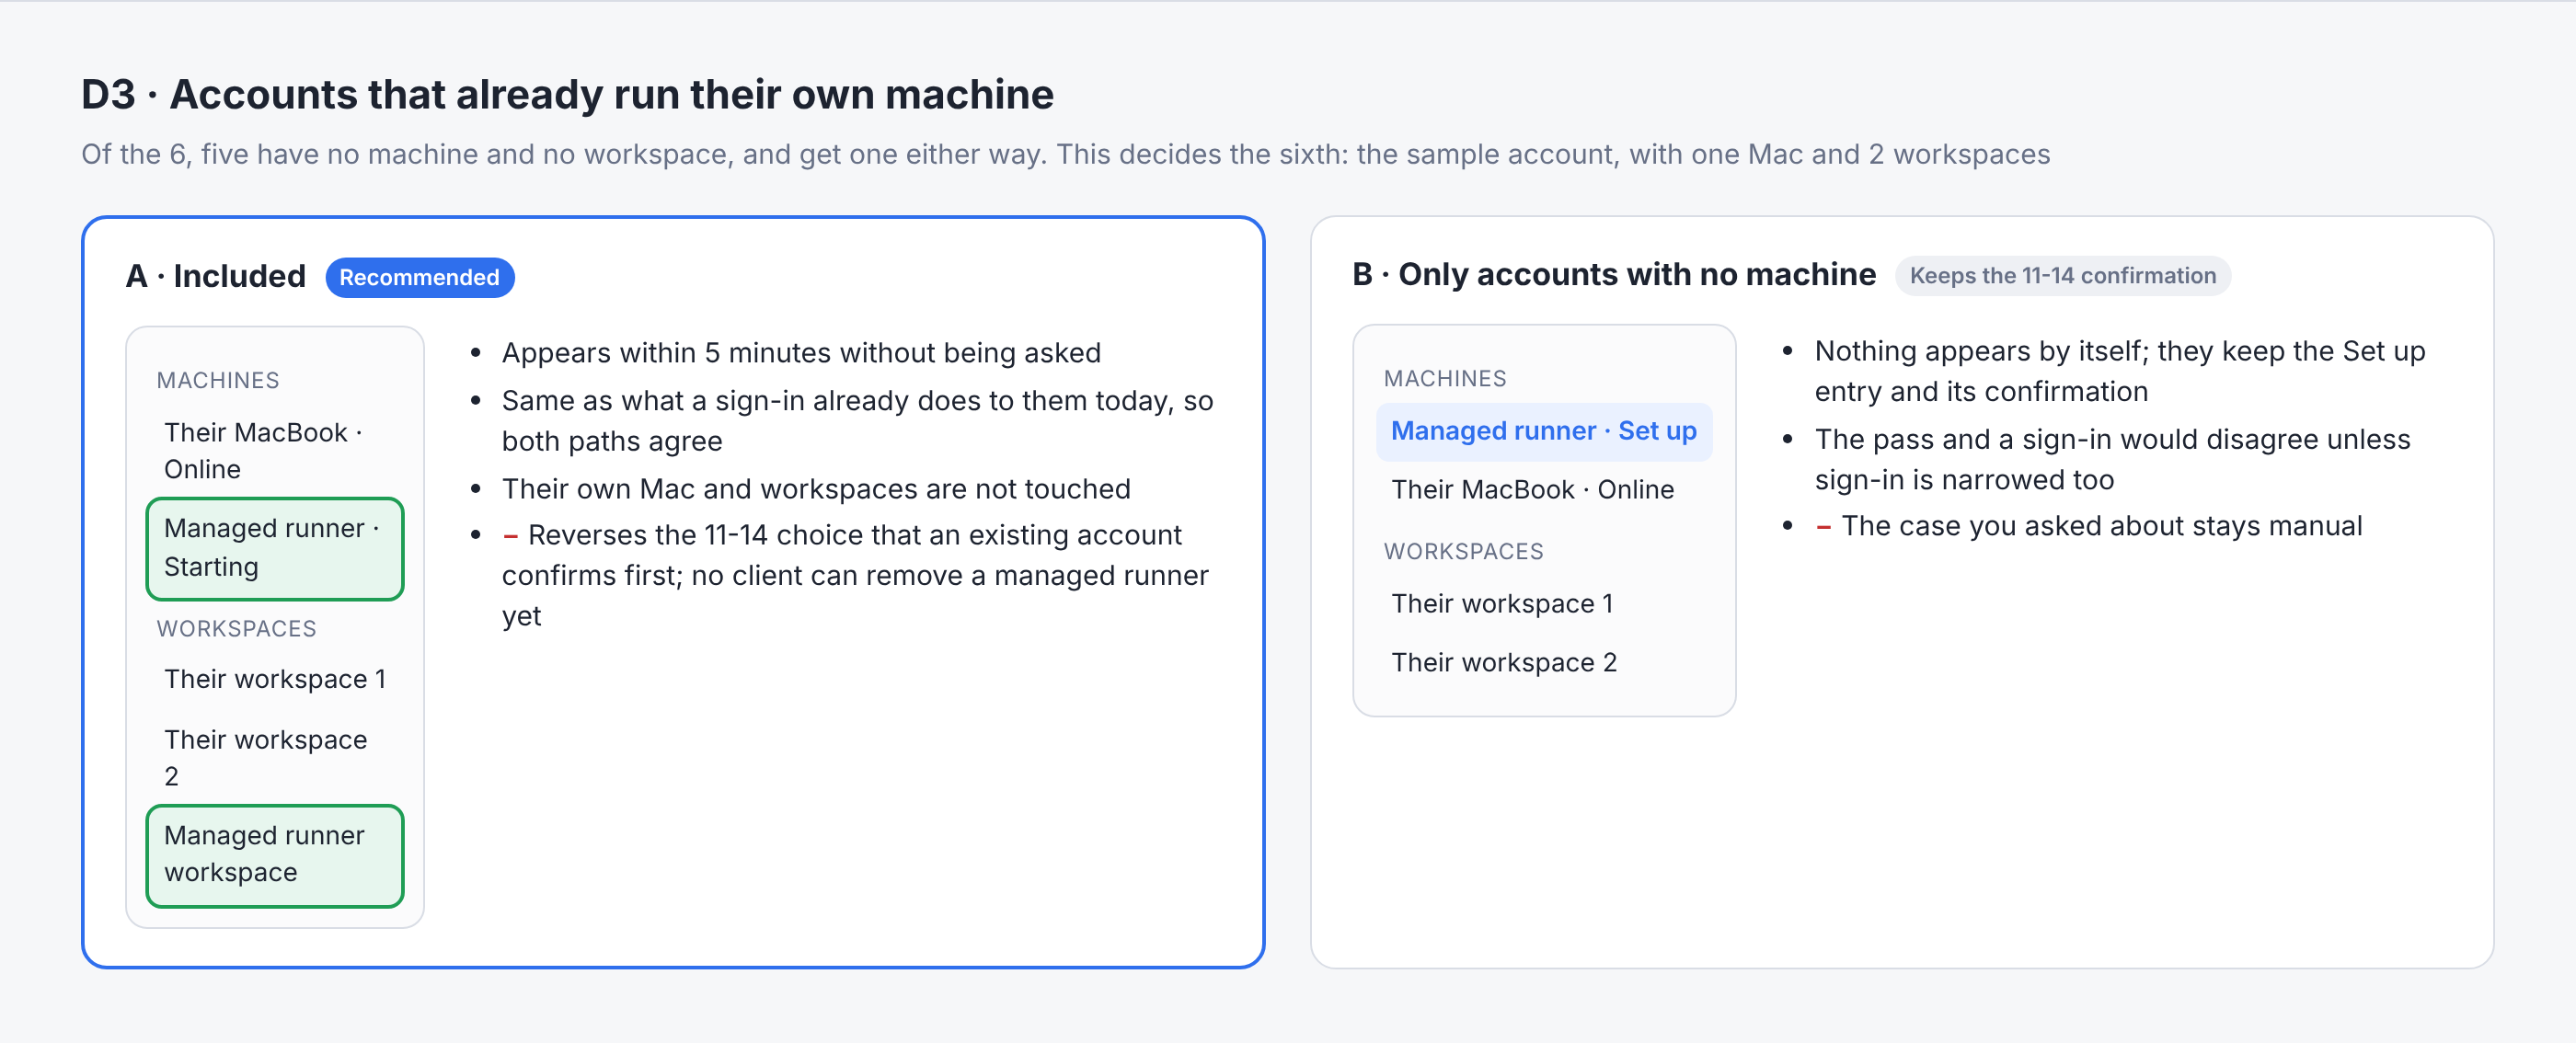 D3 · Accounts that already run their own machine
Of the 6, five have no machine and no workspace, and get one either way. This decides the sixth: the sample account, with one Mac and 2 workspaces
A · Included
Recommended
MACHINES
Their MacBook ·
Online
Managed runner ·
Starting
WORKSPACES
Their workspace 1
Their workspace
2
Managed runner
workspace
• Appears within 5 minutes without being asked
• Same as what a sign-in already does to them today, so
both paths agree
• Their own Mac and workspaces are not touched
• – Reverses the 11-14 choice that an existing account
confirms first; no client can remove a managed runner
yet
B · Only accounts with no machine
Keeps the 11-14 confirmation
MACHINES
Managed runner · Set up
Their MacBook · Online
WORKSPACES
Their workspace 1
Their workspace 2
• Nothing appears by itself; they keep the Set up
entry and its confirmation
• The pass and a sign-in would disagree unless
sign-in is narrowed too
• – The case you asked about stays manual